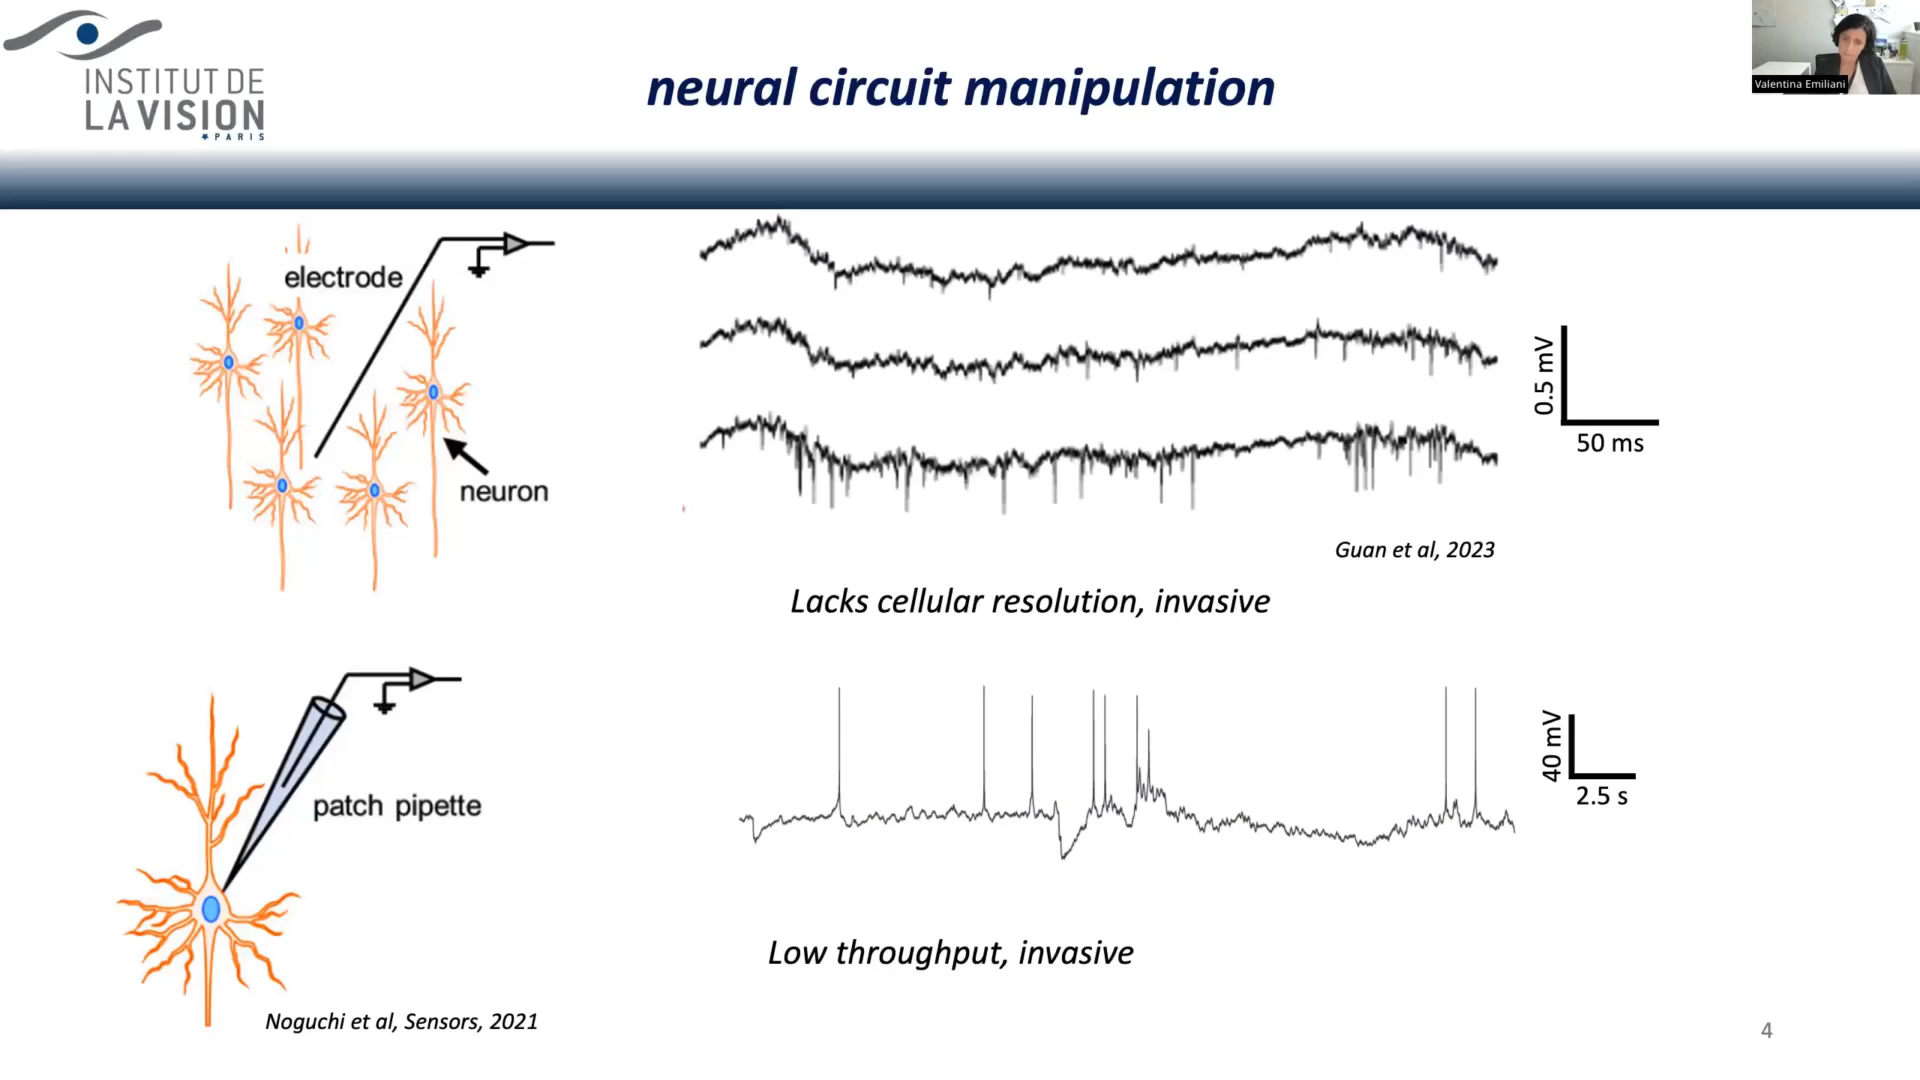 INSTITUT DE
LA VISION
PARIS
neural circuit manipulation
Valentina Emiliani
electrode
neuron
0.5 mV
50 ms
Guan et al, 2023
Lacks cellular resolution, invasive
patch pipette
40 mV
2.5 s
Low throughput, invasive
Noguchi et al, Sensors, 2021
4